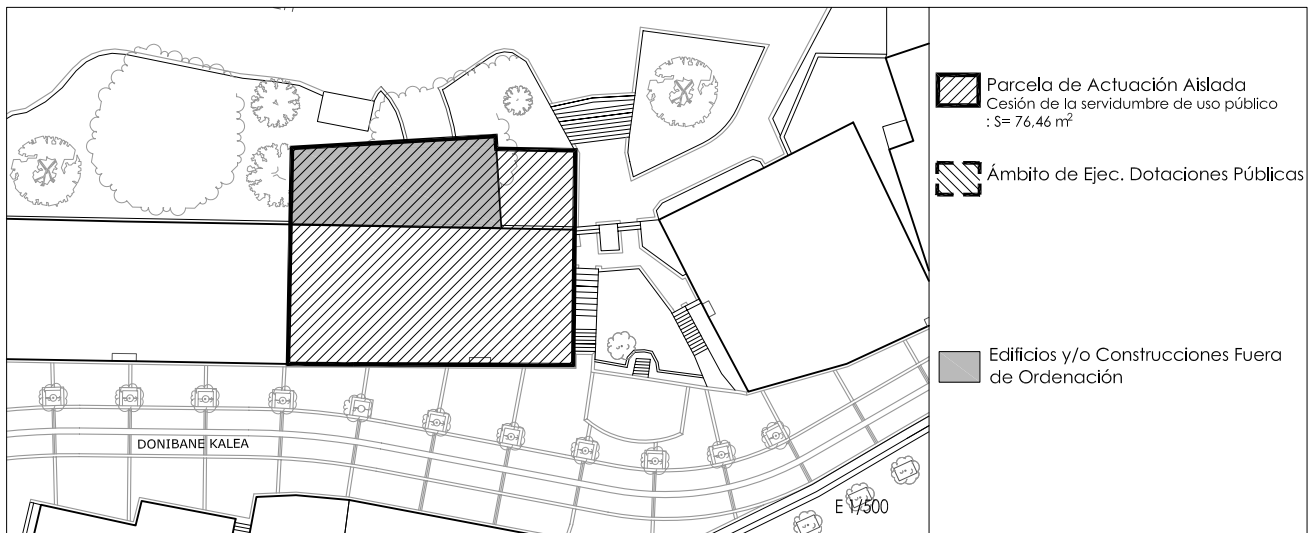 Parcela de Actuación Aislada
Cesión de la servidumbre de uso público
: S= 76,46 m²
Ámbito de Ejec. Dotaciones Públicas
Edificios y/o Construcciones Fuera
de Ordenación
DONIBANE KALEA
E 1/500